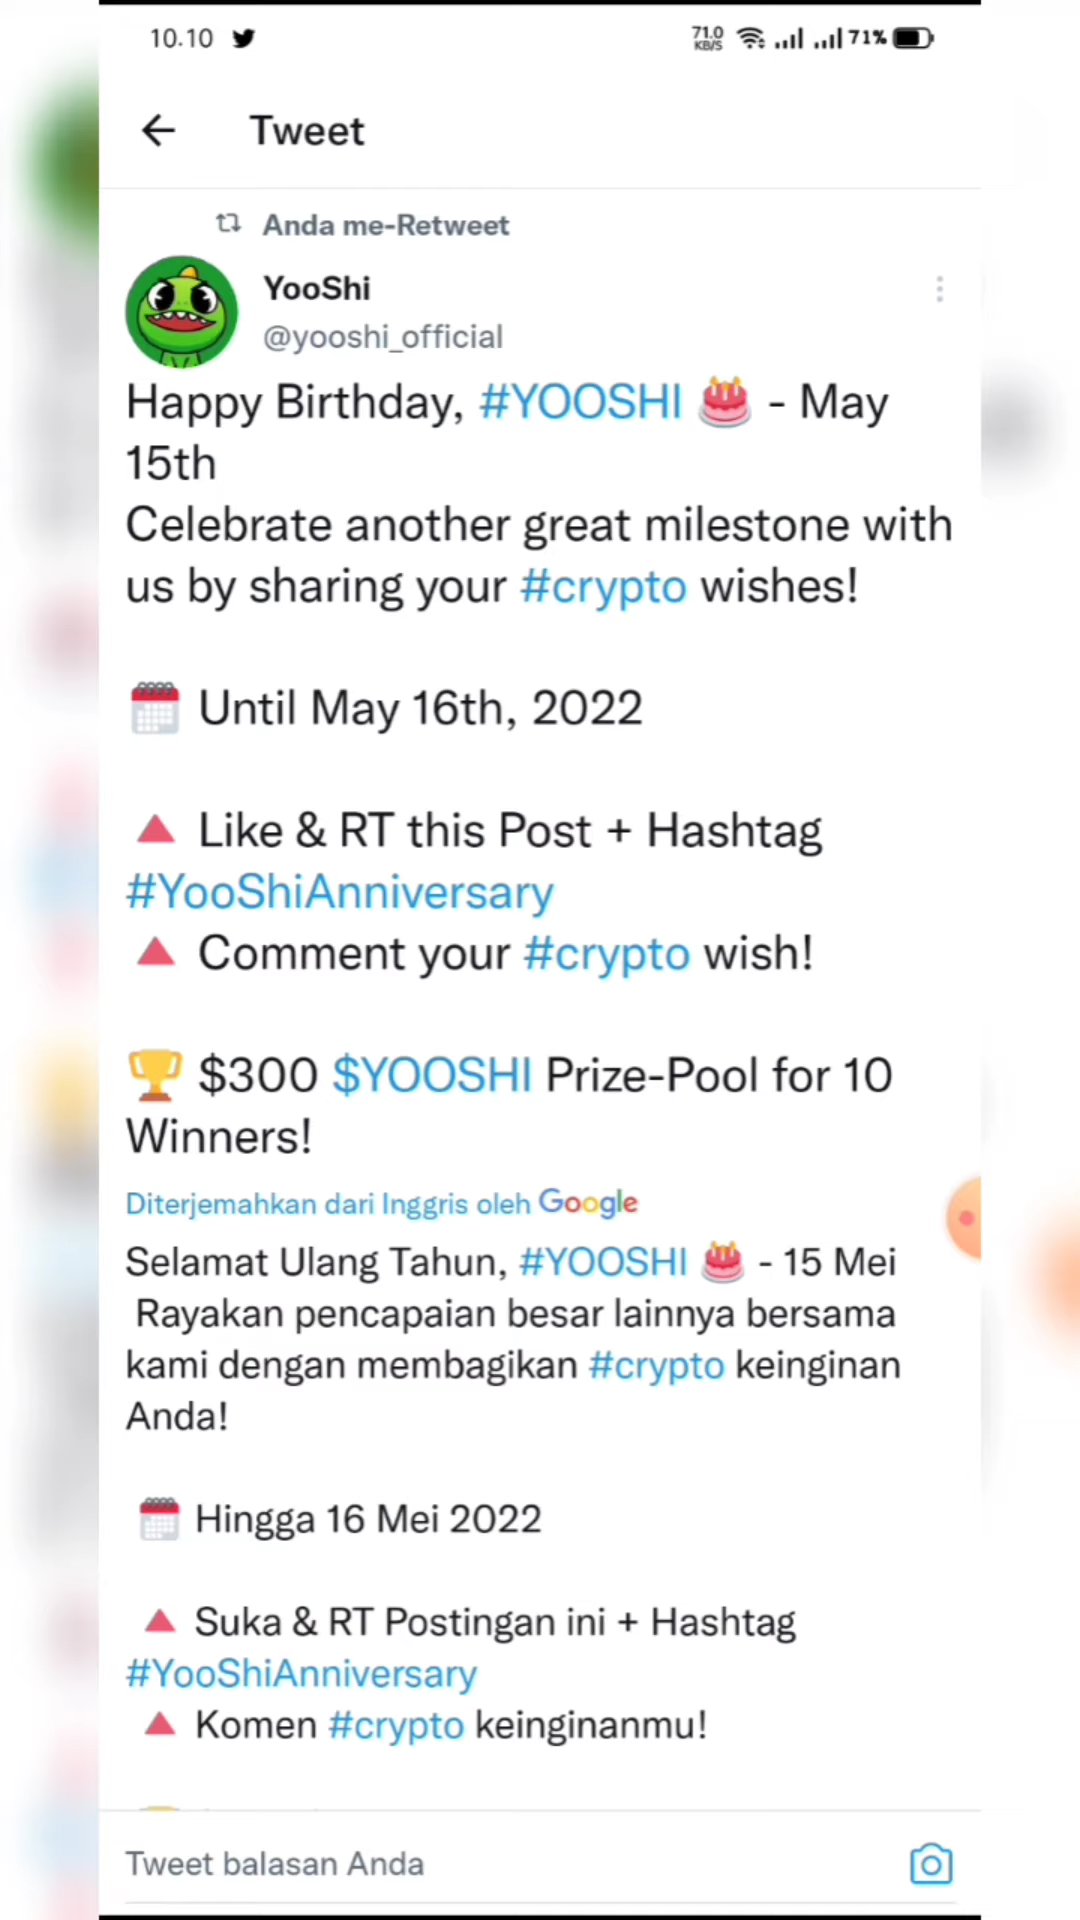 10.10
71.0
KB/S
71%
Tweet
Anda me-Retweet
YooShi
@yooshi_official
Happy Birthday, #YOOSHI 🎂 - May
15th
Celebrate another great milestone with
us by sharing your #crypto wishes!
🗓 Until May 16th, 2022
🔺 Like & RT this Post + Hashtag
#YooShiAnniversary
🔺 Comment your #crypto wish!
🏆 $300 $YOOSHI Prize-Pool for 10
Winners!
Diterjemahkan dari Inggris oleh Google
Selamat Ulang Tahun, #YOOSHI 🎂 - 15 Mei
Rayakan pencapaian besar lainnya bersama
kami dengan membagikan #crypto keinginan
Anda!
🗓 Hingga 16 Mei 2022
🔺 Suka & RT Postingan ini + Hashtag
#YooShiAnniversary
🔺 Komen #crypto keinginanmu!
Tweet balasan Anda